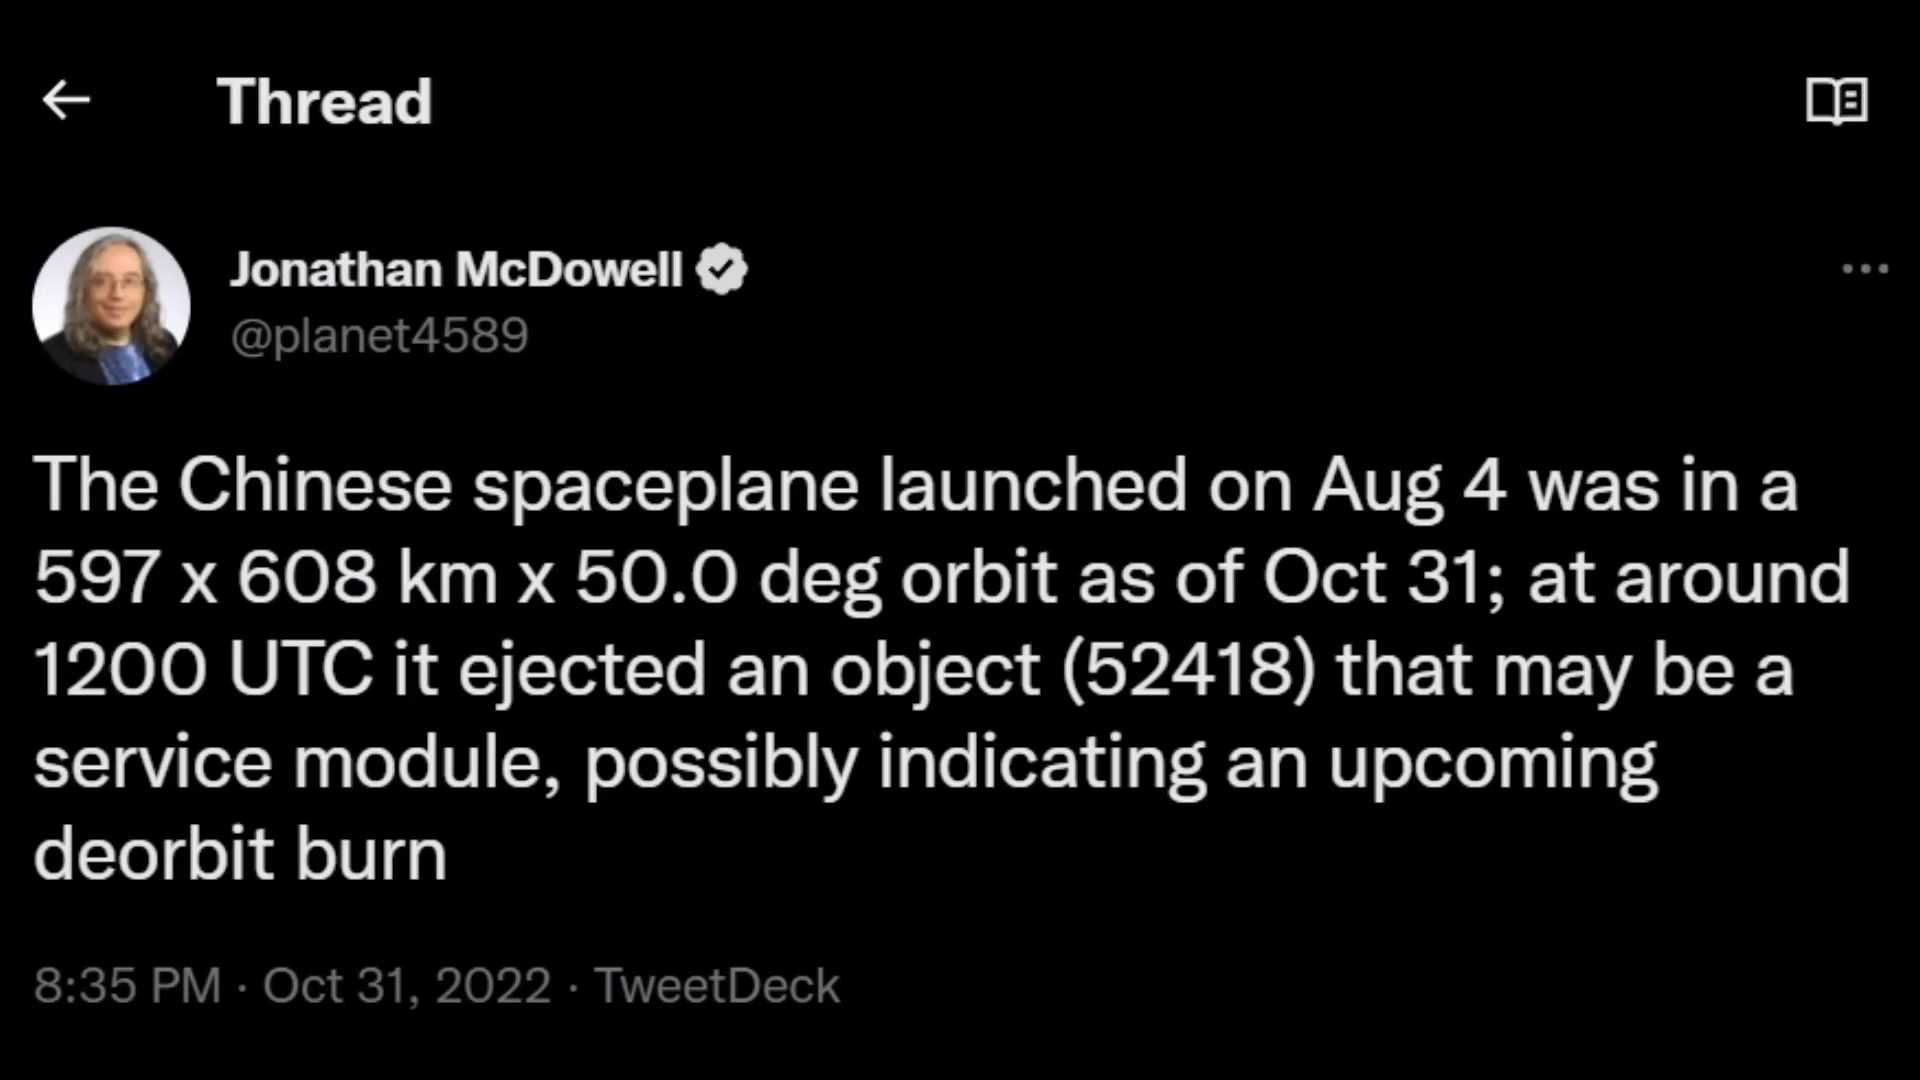 Thread
Jonathan McDowell
@planet4589
The Chinese spaceplane launched on Aug 4 was in a
597 x 608 km x 50.0 deg orbit as of Oct 31; at around
1200 UTC it ejected an object (52418) that may be a
service module, possibly indicating an upcoming
deorbit burn
8:35 PM · Oct 31, 2022 · TweetDeck